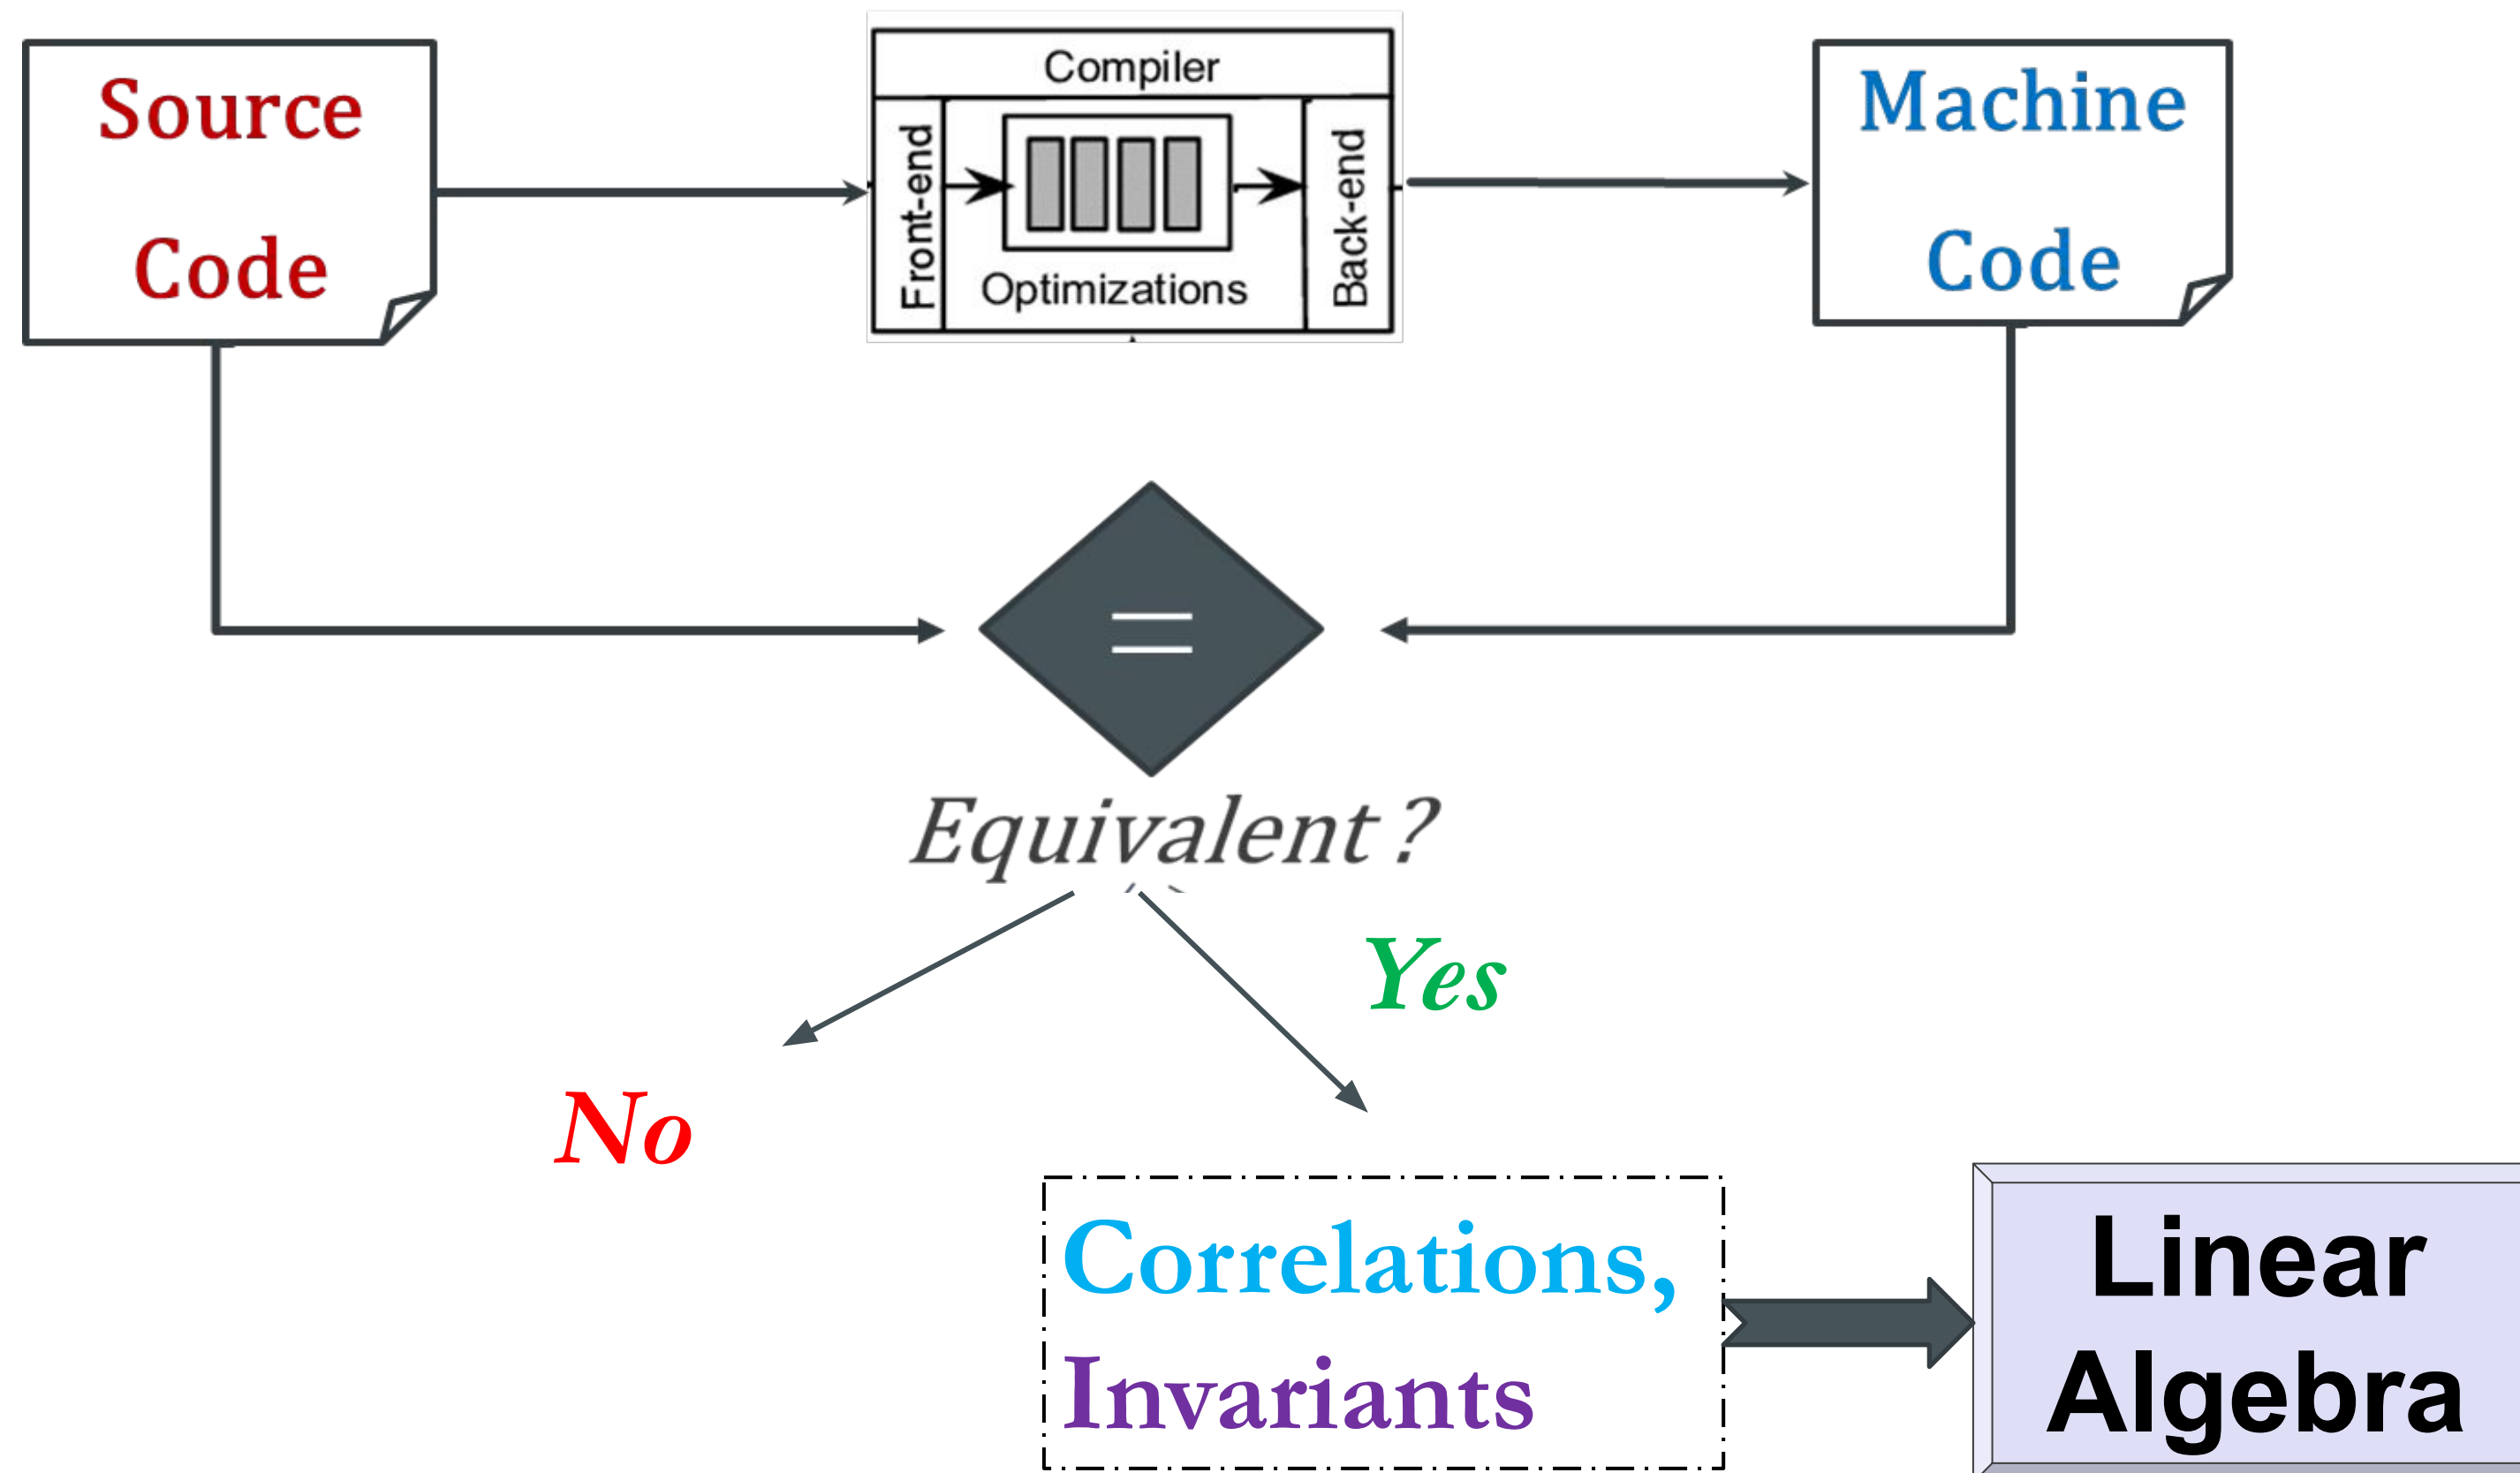 Source
Code
Compiler
Front-end
Optimizations
Back-end
Machine
Code
=
Equivalent?
Yes
No
Correlations,
Invariants
Linear
Algebra